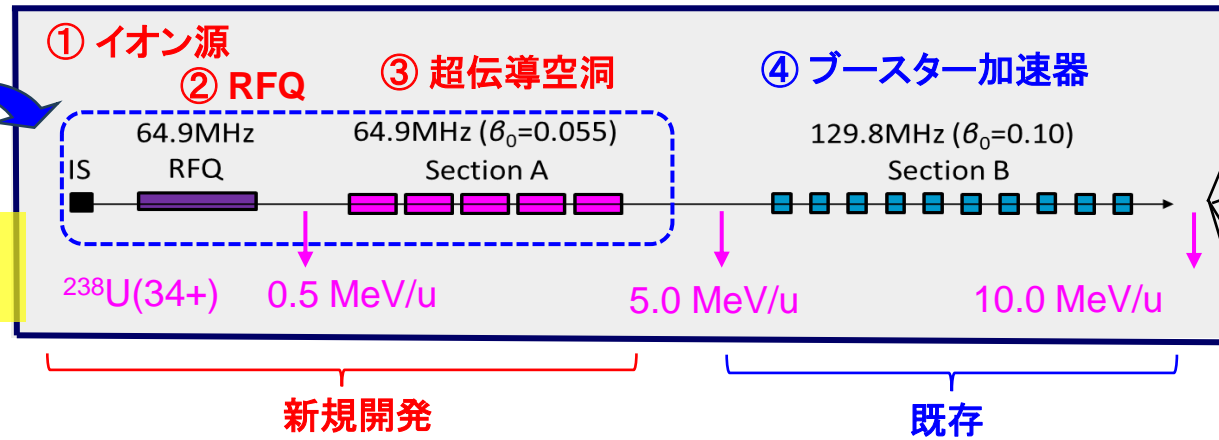 ① イオン源
② RFQ
③ 超伝導空洞
④ ブースター加速器
64.9MHz
RFQ
64.9MHz (β₀=0.055)
Section A
129.8MHz (β₀=0.10)
Section B
IS
²³⁸U(34+)
0.5 MeV/u
5.0 MeV/u
10.0 MeV/u
新規開発
既存